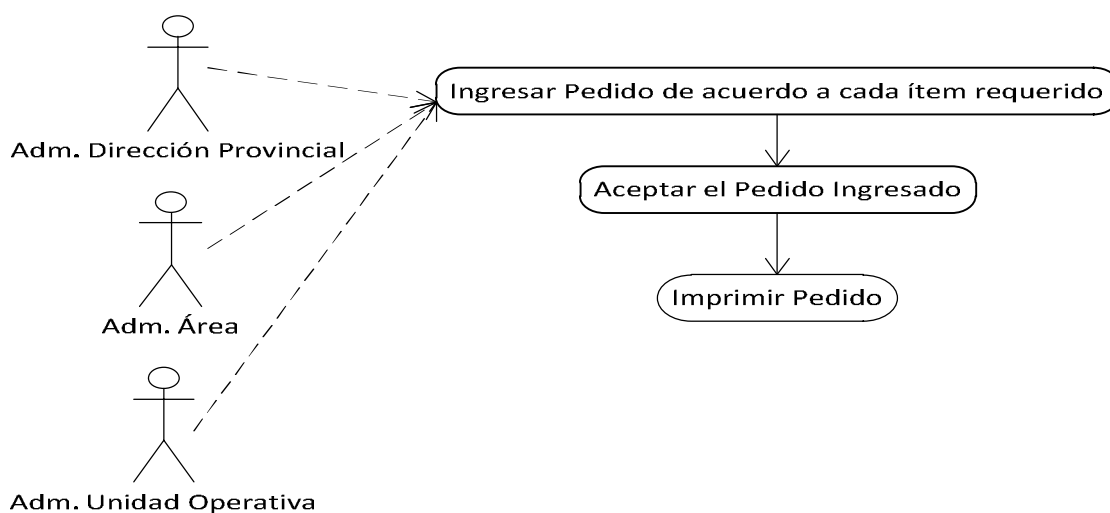 Ingresar Pedido de acuerdo a cada ítem requerido
Adm. Dirección Provincial
Aceptar el Pedido Ingresado
Imprimir Pedido
Adm. Área
Adm. Unidad Operativa